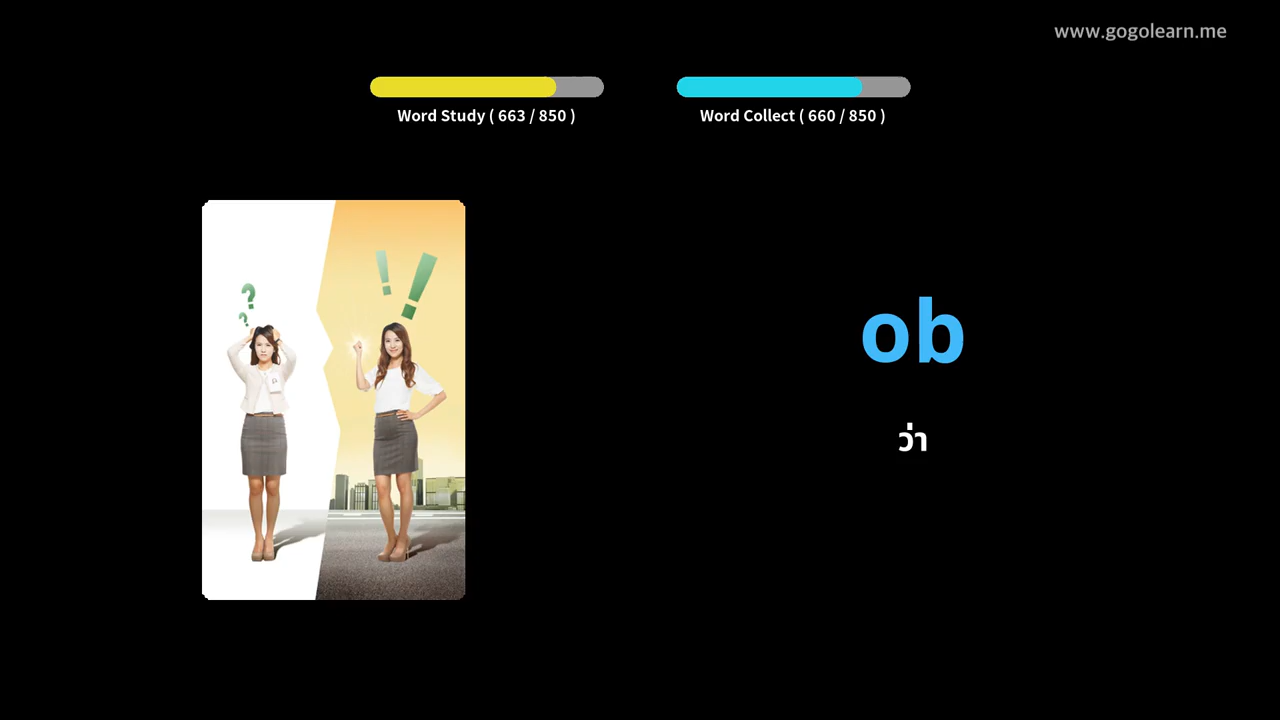 www.gogolearn.me
Word Study ( 663 / 850 )
Word Collect ( 660 / 850 )
? ! !
?
ob
ว่า